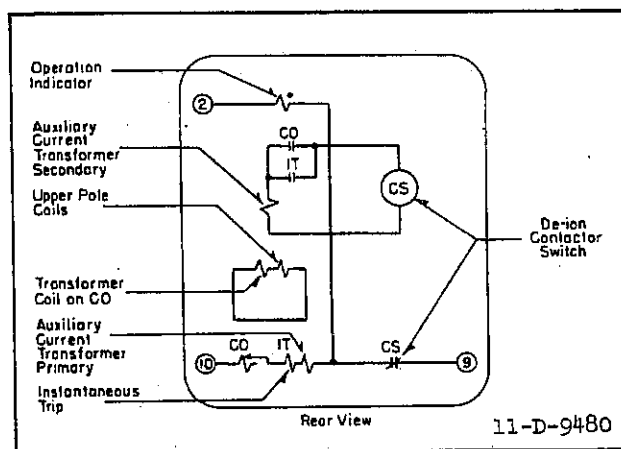 Operation
Indicator
2
Auxiliary
Current
Transformer
Secondary
CO
IT
CS
Upper Pole
Coils
De-ion
Contactor
Switch
Transformer
Coil on CO
Auxiliary
Current
Transformer
Primary
CO
IT
CS
10
9
Instantaneous
Trip
Rear View
11-D-9480